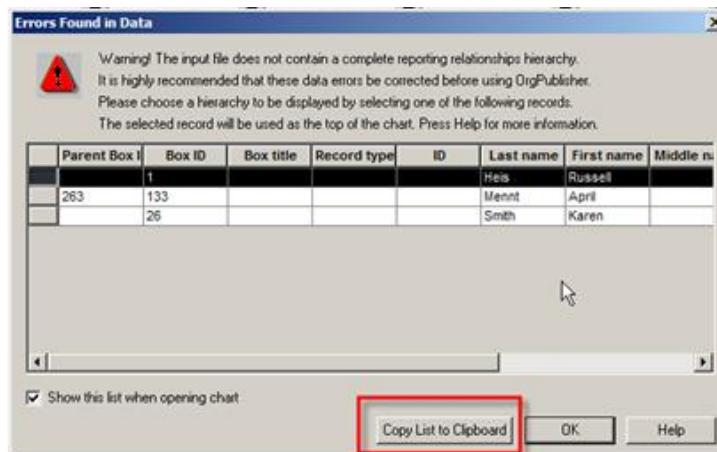 Errors Found in Data
Warning! The input file does not contain a complete reporting relationships hierarchy.
It is highly recommended that these data errors be corrected before using OrgPublisher.
Please choose a hierarchy to be displayed by selecting one of the following records.
The selected record will be used as the top of the chart. Press Help for more information.
Parent Box I Box ID Box title Record type ID Last name First name Middle na
1 Heis Russell
263 133 Mennt April
26 Smith Karen
Show this list when opening chart
Copy List to Clipboard OK Help